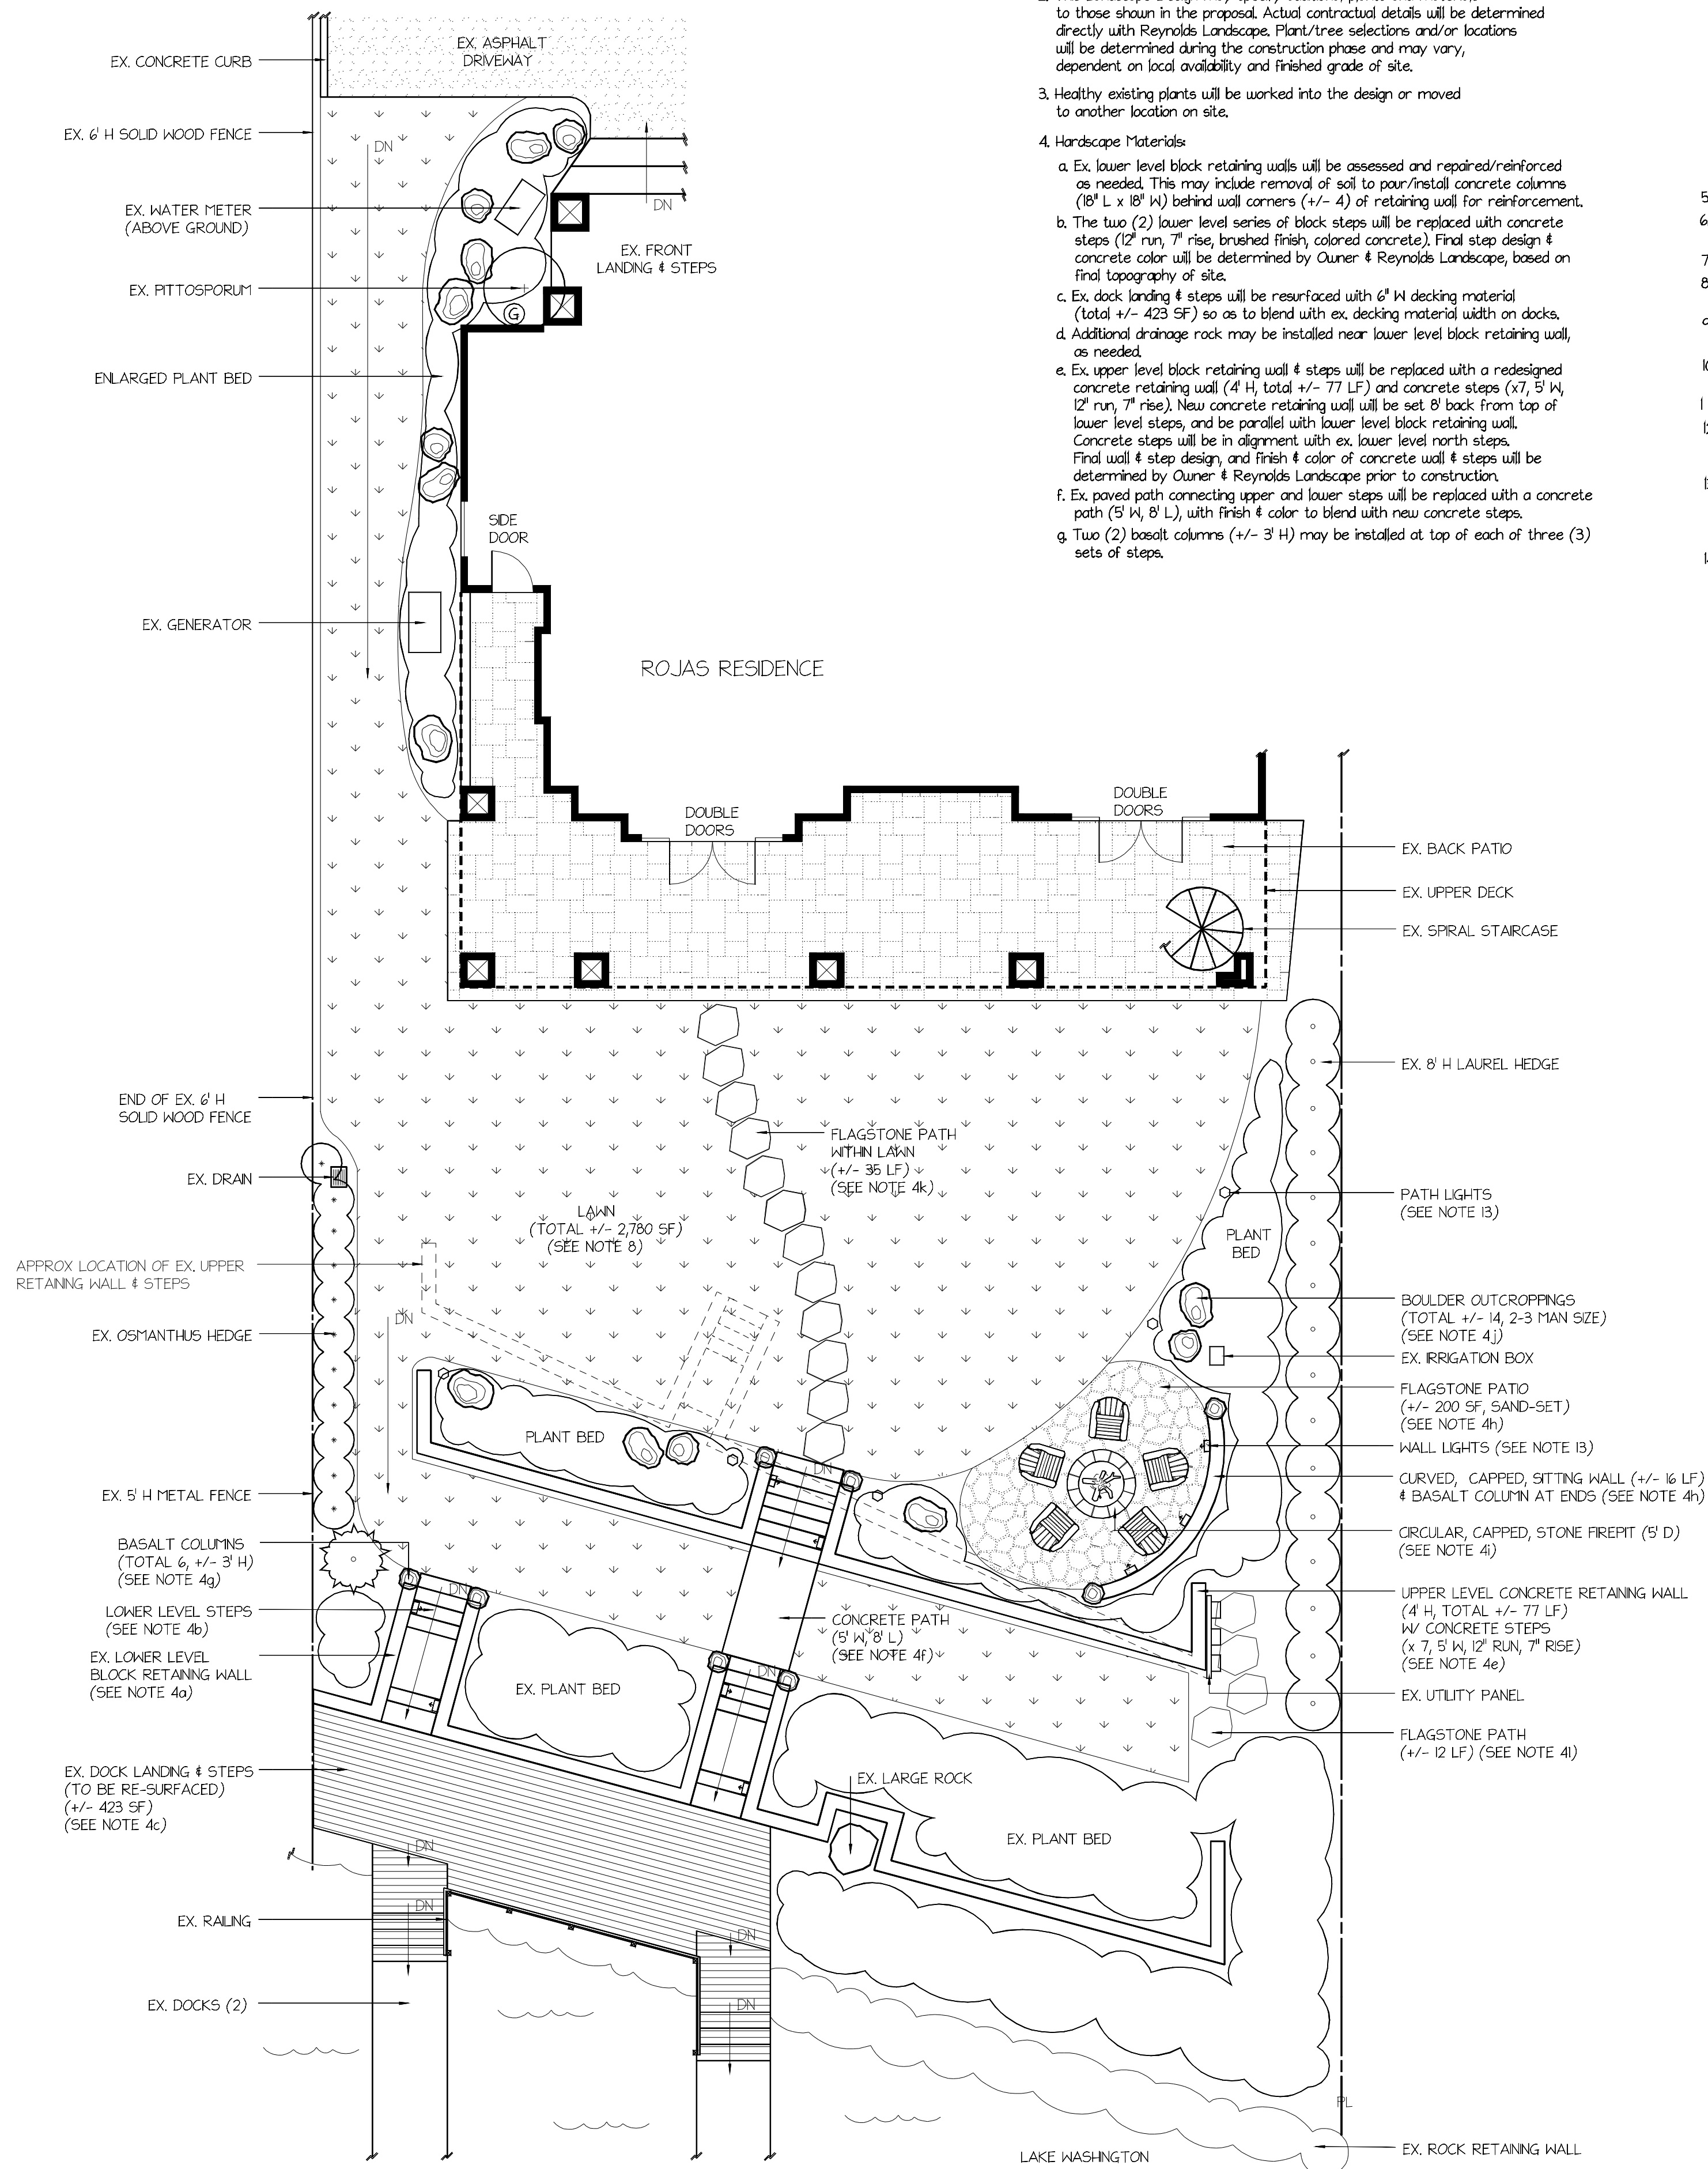 to those shown in the proposal. Actual contractual details will be determined
directly with Reynolds Landscape. Plant/tree selections and/or locations
will be determined during the construction phase and may vary,
dependent on local availability and finished grade of site.
3. Healthy existing plants will be worked into the design or moved
to another location on site.
4. Hardscape Materials:
a. Ex. lower level block retaining walls will be assessed and repaired/reinforced
as needed. This may include removal of soil to pour/install concrete columns
(18" L x 18" W) behind wall corners (+/- 4) of retaining wall for reinforcement.
b. The two (2) lower level series of block steps will be replaced with concrete
steps (12" run, 7" rise, brushed finish, colored concrete). Final step design &
concrete color will be determined by Owner & Reynolds Landscape, based on
final topography of site.
c. Ex. dock landing & steps will be resurfaced with 6" W decking material
(total +/- 423 SF) so as to blend with ex. decking material width on docks.
d. Additional drainage rock may be installed near lower level block retaining wall,
as needed.
e. Ex. upper level block retaining wall & steps will be replaced with a redesigned
concrete retaining wall (4' H, total +/- 77 LF) and concrete steps (x7, 5' W,
12" run, 7" rise). New concrete retaining wall will be set 8' back from top of
lower level steps, and be parallel with lower level block retaining wall.
Concrete steps will be in alignment with ex. lower level north steps.
Final wall & step design, and finish & color of concrete wall & steps will be
determined by Owner & Reynolds Landscape prior to construction.
f. Ex. paved path connecting upper and lower steps will be replaced with a concrete
path (5' W, 8' L), with finish & color to blend with new concrete steps.
g. Two (2) basalt columns (+/- 3' H) may be installed at top of each of three (3)
sets of steps.
EX. ASPHALT
DRIVEWAY
EX. CONCRETE CURB
EX. 6' H SOLID WOOD FENCE
DN
EX. WATER METER
(ABOVE GROUND)
DN
EX. FRONT
LANDING & STEPS
EX. PITTOSPORUM
G
ENLARGED PLANT BED
SIDE
DOOR
EX. GENERATOR
ROJAS RESIDENCE
DOUBLE
DOORS
DOUBLE
DOORS
EX. BACK PATIO
EX. UPPER DECK
EX. SPIRAL STAIRCASE
EX. 8' H LAUREL HEDGE
END OF EX. 6' H
SOLID WOOD FENCE
FLAGSTONE PATH
WITHIN LAWN
(+/- 35 LF)
(SEE NOTE 4k)
EX. DRAIN
PATH LIGHTS
(SEE NOTE 13)
LAWN
(TOTAL +/- 2,780 SF)
(SEE NOTE 8)
PLANT
BED
APPROX LOCATION OF EX. UPPER
RETAINING WALL & STEPS
DN
BOULDER OUTCROPPINGS
(TOTAL +/- 14, 2-3 MAN SIZE)
(SEE NOTE 4j)
EX. OSMANTHUS HEDGE
EX. IRRIGATION BOX
FLAGSTONE PATIO
(+/- 200 SF, SAND-SET)
(SEE NOTE 4h)
PLANT BED
WALL LIGHTS (SEE NOTE 13)
DN
CURVED, CAPPED, SITTING WALL (+/- 16 LF)
& BASALT COLUMN AT ENDS (SEE NOTE 4h)
EX. 5' H METAL FENCE
CIRCULAR, CAPPED, STONE FIREPIT (5' D)
(SEE NOTE 4i)
BASALT COLUMNS
(TOTAL 6, +/- 3' H)
(SEE NOTE 4g)
DN
UPPER LEVEL CONCRETE RETAINING WALL
(4' H, TOTAL +/- 77 LF)
W/ CONCRETE STEPS
(x 7, 5' W, 12" RUN, 7" RISE)
(SEE NOTE 4e)
LOWER LEVEL STEPS
(SEE NOTE 4b)
CONCRETE PATH
(5' W, 8' L)
(SEE NOTE 4f)
EX. LOWER LEVEL
BLOCK RETAINING WALL
(SEE NOTE 4a)
DN
EX. PLANT BED
EX. UTILITY PANEL
FLAGSTONE PATH
(+/- 12 LF) (SEE NOTE 4l)
EX. DOCK LANDING & STEPS
(TO BE RE-SURFACED)
(+/- 423 SF)
(SEE NOTE 4c)
EX. LARGE ROCK
EX. PLANT BED
DN
DN
EX. RAILING
DN
EX. DOCKS (2)
DN
PL
LAKE WASHINGTON
EX. ROCK RETAINING WALL